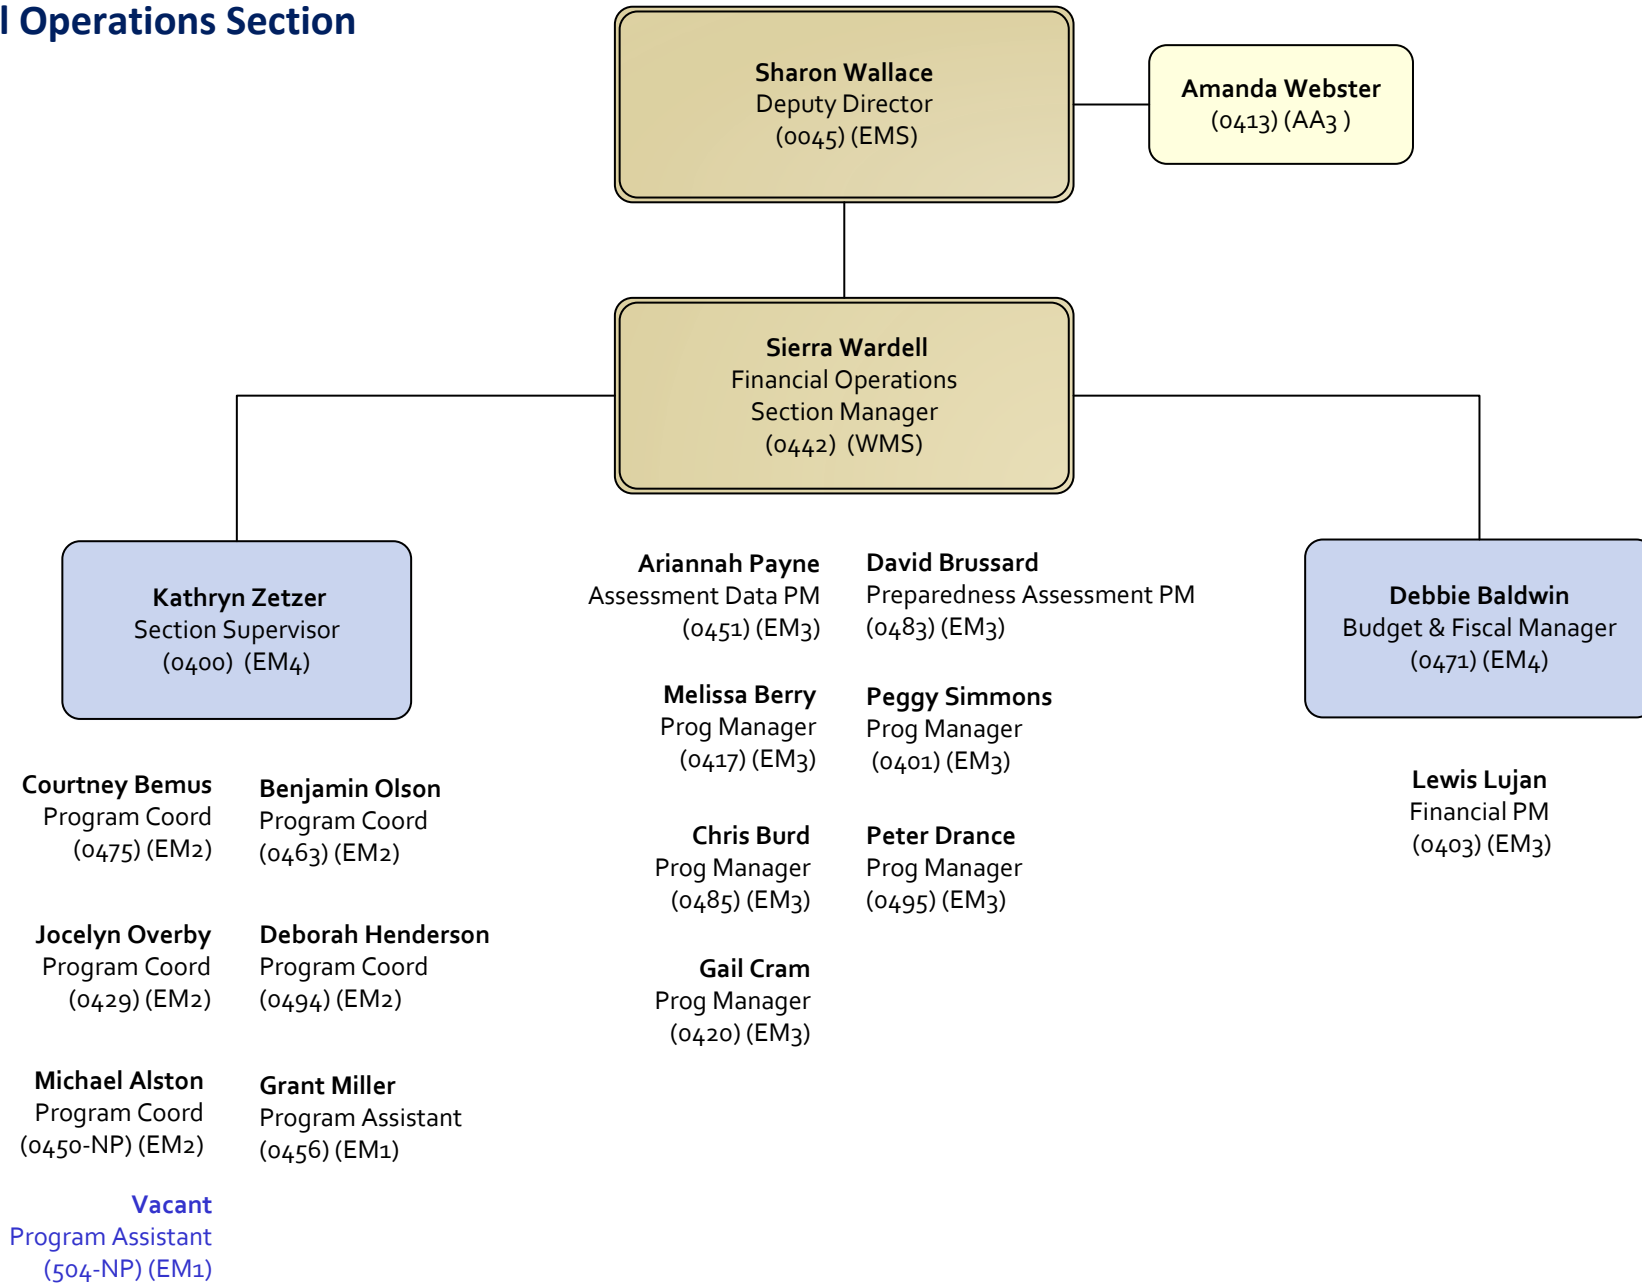 l Operations Section
Sharon Wallace
Deputy Director
(0045) (EMS)
Amanda Webster
(0413) (AA3 )
Sierra Wardell
Financial Operations
Section Manager
(0442) (WMS)
Kathryn Zetzer
Section Supervisor
(0400) (EM4)
Courtney Bemus
Program Coord
(0475) (EM2)
Benjamin Olson
Program Coord
(0463) (EM2)
Jocelyn Overby
Program Coord
(0429) (EM2)
Deborah Henderson
Program Coord
(0494) (EM2)
Michael Alston
Program Coord
(0450-NP) (EM2)
Grant Miller
Program Assistant
(0456) (EM1)
Vacant
Program Assistant
(504-NP) (EM1)
Ariannah Payne
Assessment Data PM
(0451) (EM3)
David Brussard
Preparedness Assessment PM
(0483) (EM3)
Melissa Berry
Prog Manager
(0417) (EM3)
Peggy Simmons
Prog Manager
(0401) (EM3)
Chris Burd
Prog Manager
(0485) (EM3)
Peter Drance
Prog Manager
(0495) (EM3)
Gail Cram
Prog Manager
(0420) (EM3)
Debbie Baldwin
Budget & Fiscal Manager
(0471) (EM4)
Lewis Lujan
Financial PM
(0403) (EM3)